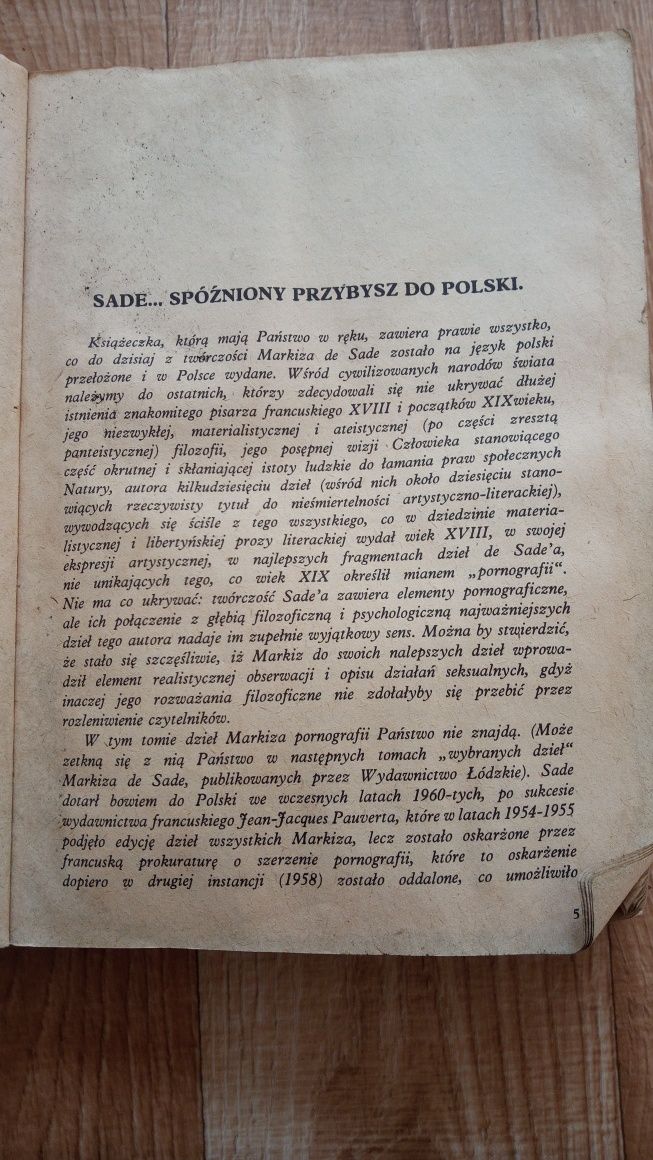 SADE... SPÓŹNIONY PRZYBYSZ DO POLSKI.
Książeczka, którą mają Państwo w ręku, zawiera prawie wszystko,
co do dzisiaj z twórczości Markiza de Sade zostało na język polski
przełożone i w Polsce wydane. Wśród cywilizowanych narodów świata
należymy do ostatnich, którzy zdecydowali się nie ukrywać dłużej
istnienia znakomitego pisarza francuskiego XVIII i początków XIXwieku,
jego niezwykłej, materialistycznej i ateistycznej (po części zresztą
panteistycznej) filozofii, jego posępnej wizji Człowieka stanowiącego
część okrutnej i skłaniającej istoty ludzkie do łamania praw społecznych
Natury, autora kilkudziesięciu dzieł (wśród nich około dziesięciu stano-
wiących rzeczywisty tytuł do nieśmiertelności artystyczno-literackiej),
wywodzących się ściśle z tego wszystkiego, co w dziedzinie materia-
listycznej i libertyńskiej prozy literackiej wydał wiek XVIII, w swojej
ekspresji artystycznej, w najlepszych fragmentach dzieł de Sade'a,
nie unikających tego, co wiek XIX określił mianem „pornografii“.
Nie ma co ukrywać: twórczość Sade'a zawiera elementy pornograficzne,
ale ich połączenie z głębią filozoficzną i psychologiczną najważniejszych
dzieł tego autora nadaje im zupełnie wyjątkowy sens. Można by stwierdzić,
że stało się szczęśliwie, iż Markiz do swoich nalepszych dzieł wprowa-
dził element realistycznej obserwacji i opisu działań seksualnych, gdyż
inaczej jego rozważania filozoficzne nie zdołałyby się przebić przez
rozleniwienie czytelników.
W tym tomie dzieł Markiza pornografii Państwo nie znajdą. (Może
zetkną się z nią Państwo w następnych tomach „wybranych dzieł“
Markiza de Sade, publikowanych przez Wydawnictwo Łódzkie). Sade
dotarł bowiem do Polski we wczesnych latach 1960-tych, po sukcesie
wydawnictwa francuskiego Jean-Jacques Pauverta, które w latach 1954-1955
podjęło edycję dzieł wszystkich Markiza, lecz zostało oskarżone przez
francuską prokuraturę o szerzenie pornografii, które to oskarżenie
dopiero w drugiej instancji (1958) zostało oddalone, co umożliwiło
5